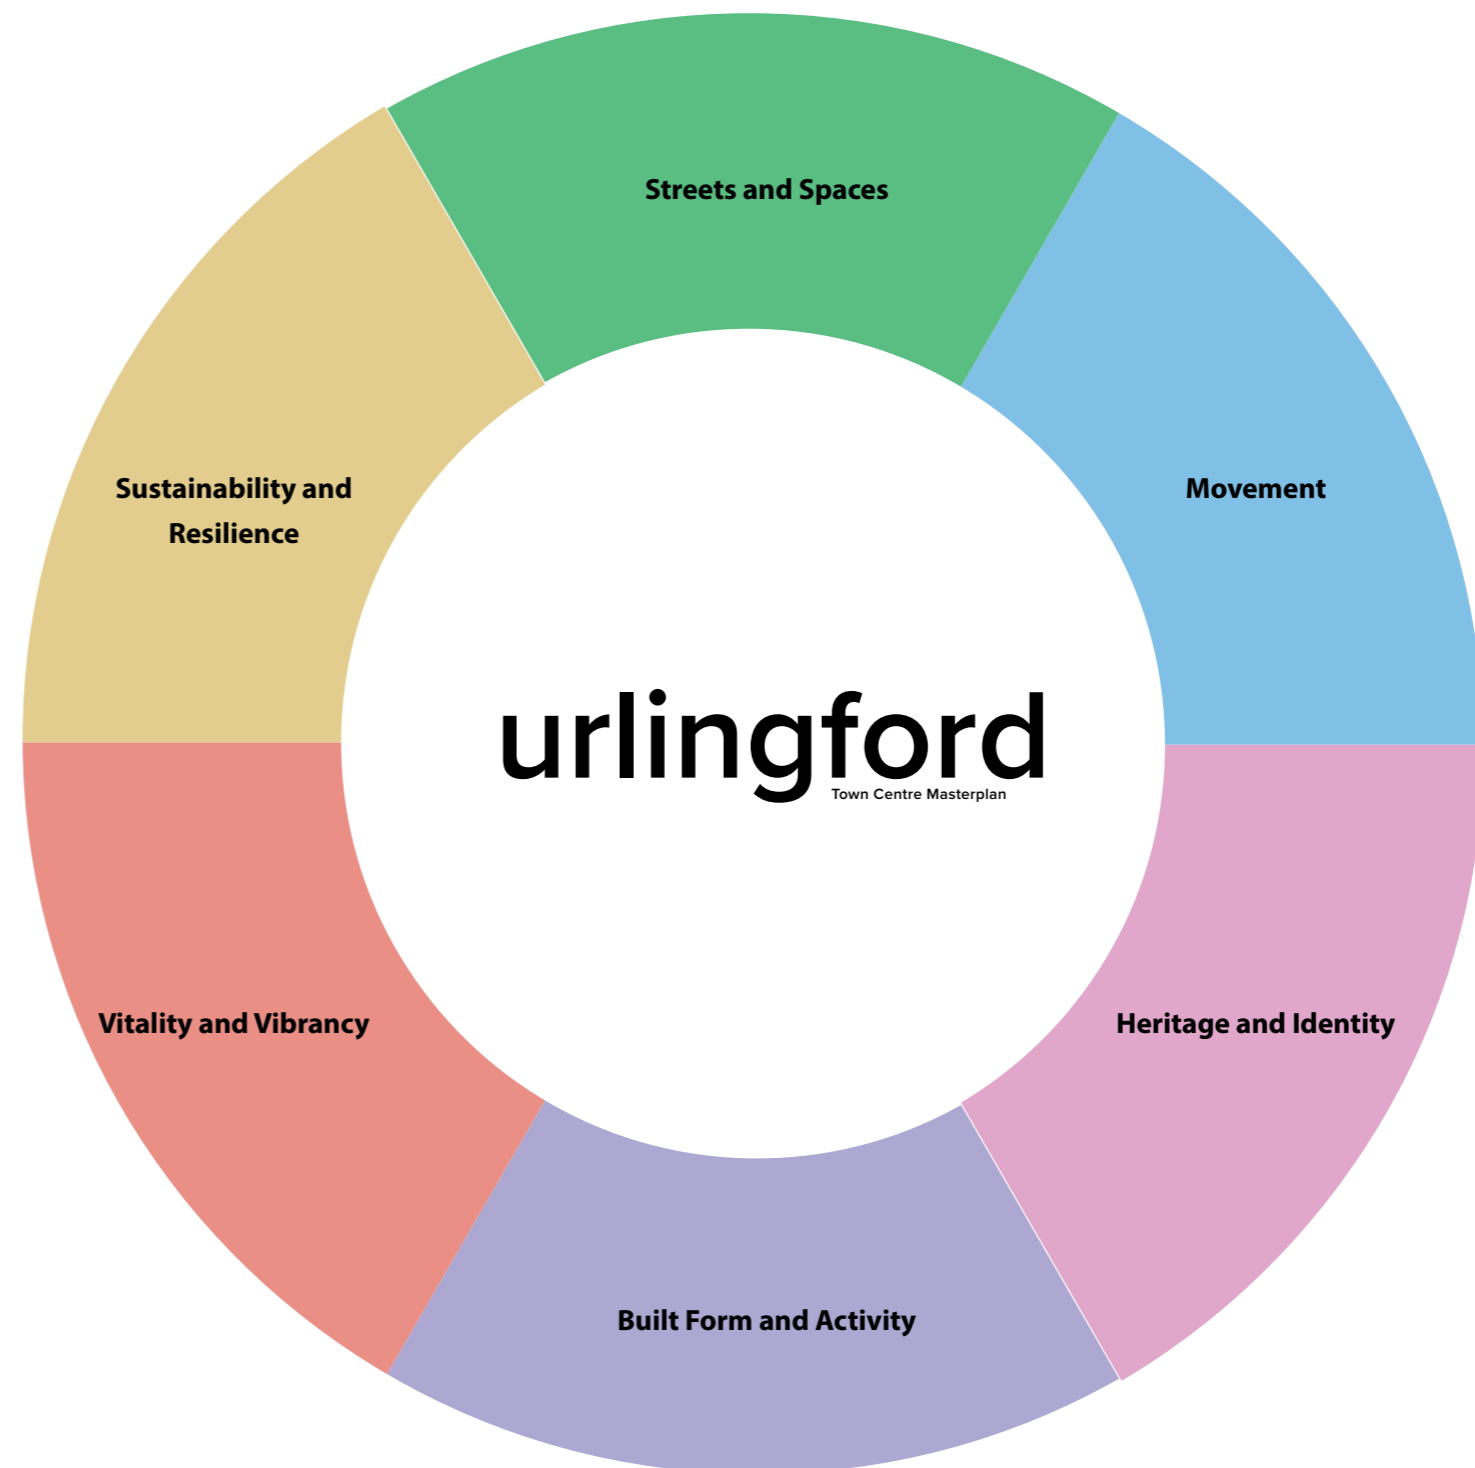 Streets and Spaces
Movement
Sustainability and
Resilience
urlingford
Town Centre Masterplan
Vitality and Vibrancy
Heritage and Identity
Built Form and Activity